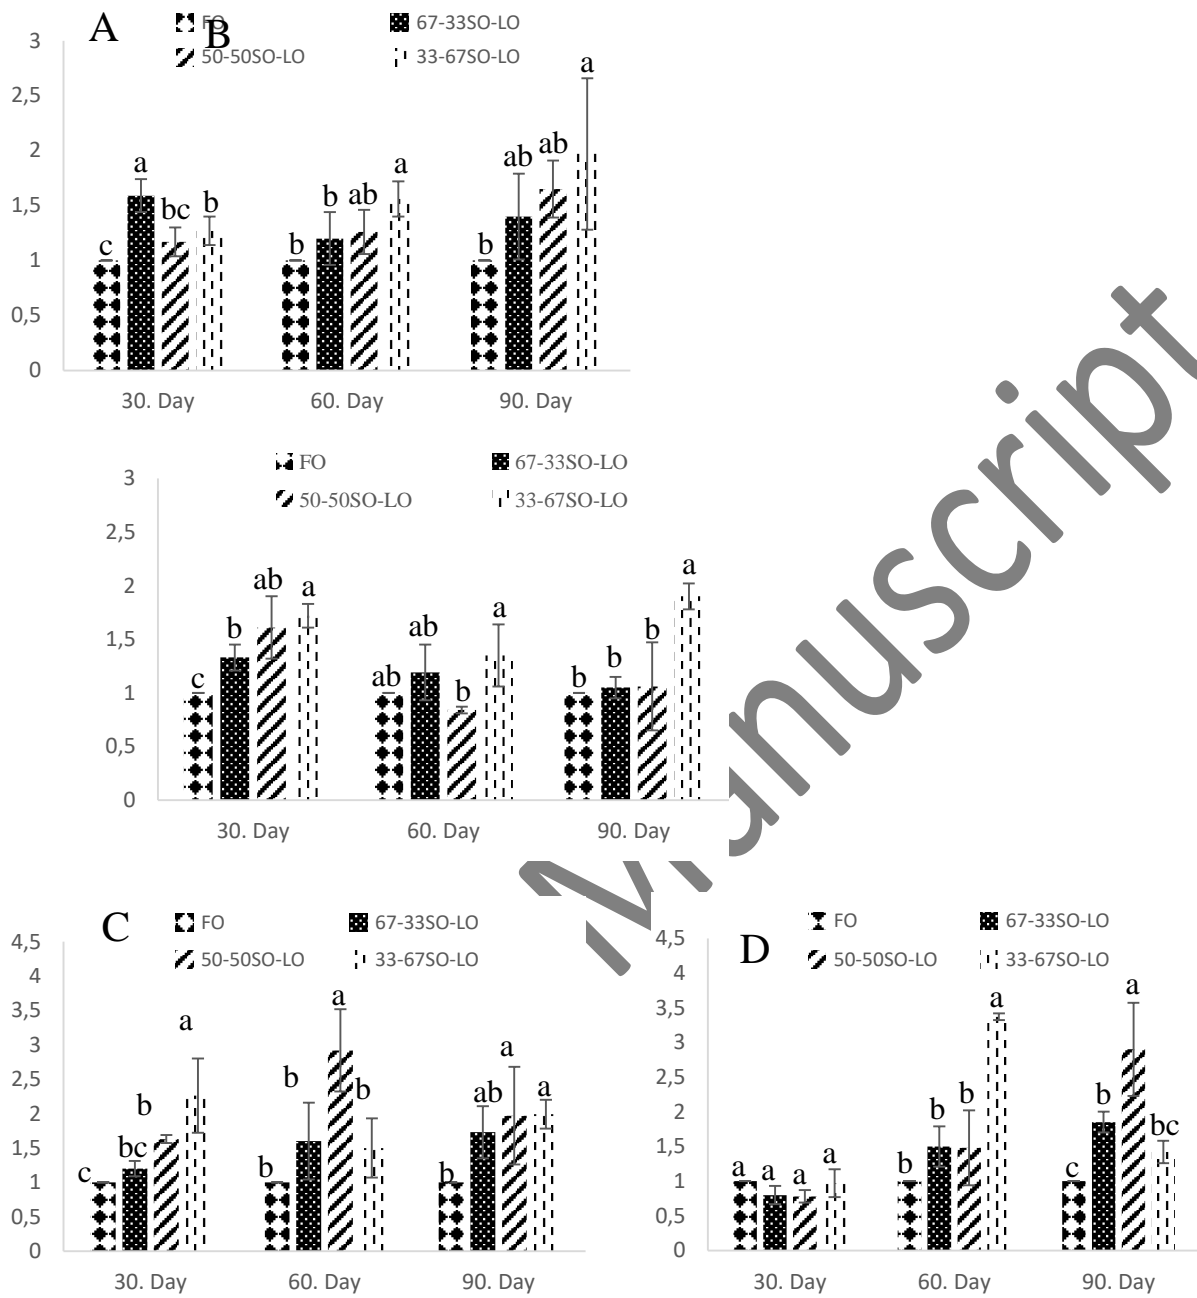 A
B
FO
67-33SO-LO
50-50SO-LO
33-67SO-LO
3
2,5
2
1,5
1
0,5
0
c
a
bc
b
b
b
ab
a
b
ab
ab
a
30. Day
60. Day
90. Day
FO
67-33SO-LO
50-50SO-LO
33-67SO-LO
3
2,5
2
1,5
1
0,5
0
c
b
ab
a
ab
ab
b
a
b
b
b
a
30. Day
60. Day
90. Day
Manuscript
C
FO
67-33SO-LO
50-50SO-LO
33-67SO-LO
4,5
4
3,5
3
2,5
2
1,5
1
0,5
0
c
bc
b
a
b
b
a
b
b
ab
a
a
30. Day
60. Day
90. Day
D
FO
67-33SO-LO
50-50SO-LO
33-67SO-LO
4,5
4
3,5
3
2,5
2
1,5
1
0,5
0
a
a
a
a
b
b
b
a
c
b
a
bc
30. Day
60. Day
90. Day